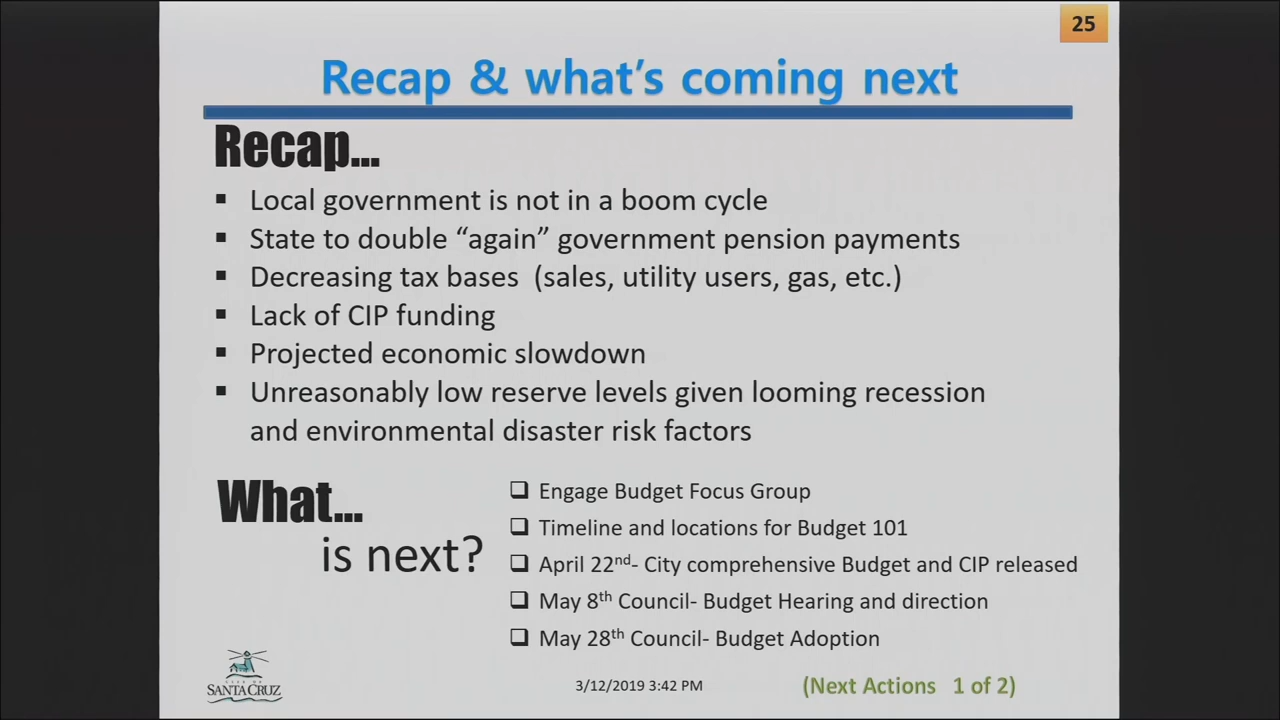 25
Recap & what's coming next
Recap...
▪ Local government is not in a boom cycle
▪ State to double “again” government pension payments
▪ Decreasing tax bases (sales, utility users, gas, etc.)
▪ Lack of CIP funding
▪ Projected economic slowdown
▪ Unreasonably low reserve levels given looming recession
and environmental disaster risk factors
What...
is next?
❑ Engage Budget Focus Group
❑ Timeline and locations for Budget 101
❑ April 22nd- City comprehensive Budget and CIP released
❑ May 8th Council- Budget Hearing and direction
❑ May 28th Council- Budget Adoption
CITY OF
SANTA CRUZ
3/12/2019 3:42 PM
(Next Actions 1 of 2)